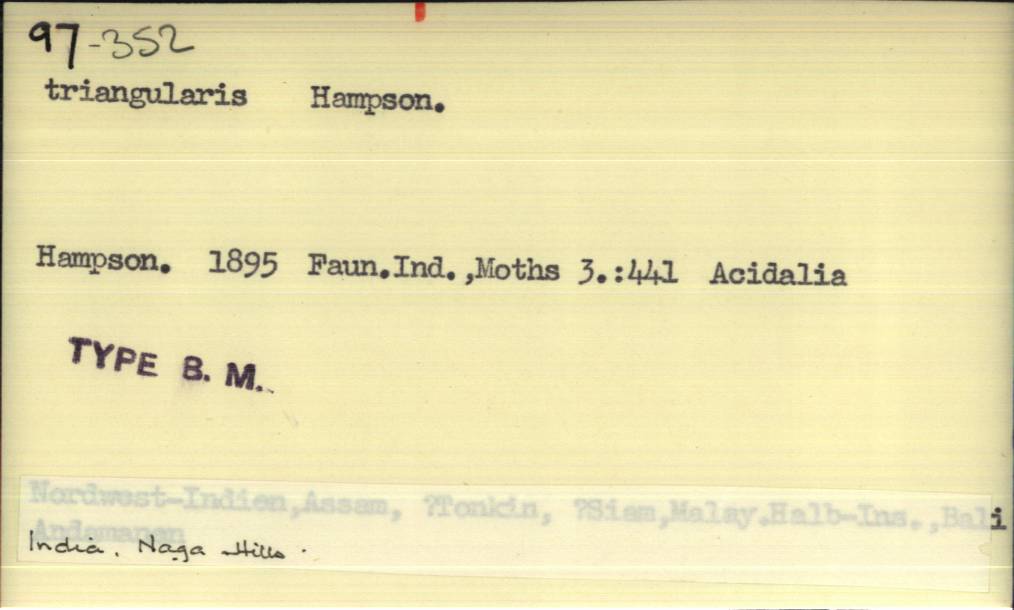 97-352
triangularis Hampson.
Hampson. 1895 Faun.Ind.,Moths 3.:441 Acidalia
TYPE B. M.
Nordwest-Indien,Assam, ?Tonkin, ?Siam,Malay.Halb-Ins.,Bali
Andamanen
India. Naga Hills.